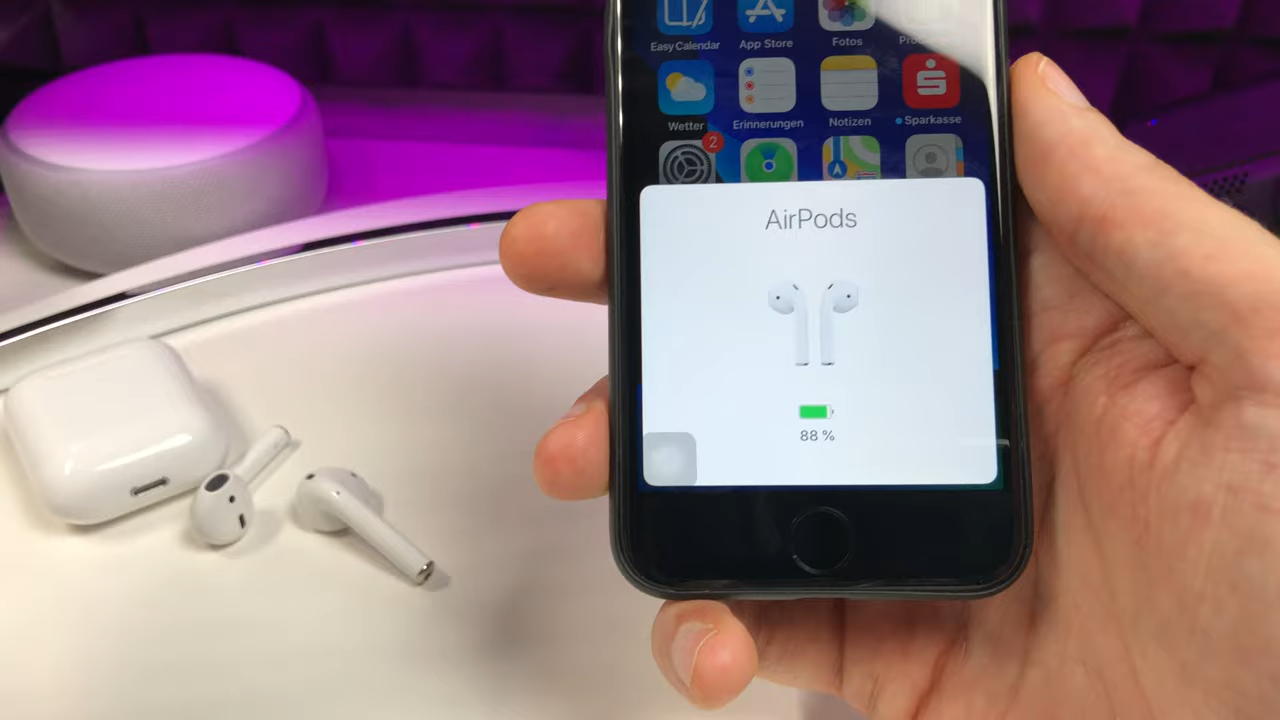 Easy Calendar
App Store
Fotos
Wetter
Erinnerungen
Notizen
Sparkasse
2
AirPods
88 %